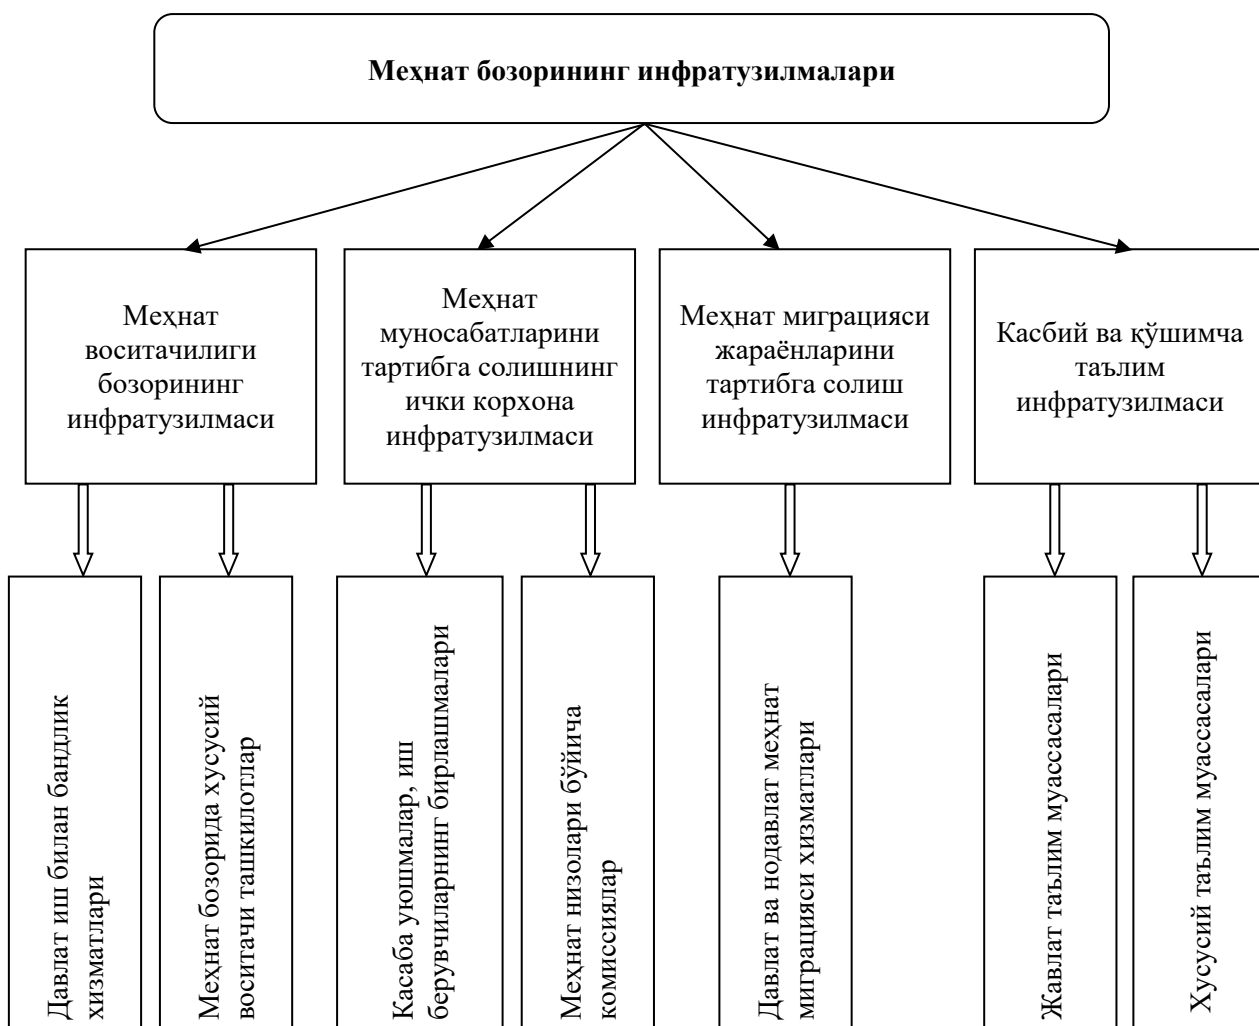 Меҳнат бозорининг инфратузилмалари
Меҳнат
воситачилиги
бозорининг
инфратузилмаси
Меҳнат
муносабатларини
тартибга солишнинг
ички корхона
инфратузилмаси
Меҳнат миграцияси
жараёнларини
тартибга солиш
инфратузилмаси
Касбий ва қўшимча
таълим
инфратузилмаси
Давлат иш билан бандлик
хизматлари
Меҳнат бозорида хусусий
воситачи ташкилотлар
Касаба уюшмалар, иш
берувчиларнинг бирлашмалари
Меҳнат низолари бўйича
комиссиялар
Давлат ва нодавлат меҳнат
миграцияси хизматлари
Жавлат таълим муассасалари
Хусусий таълим муассасалари